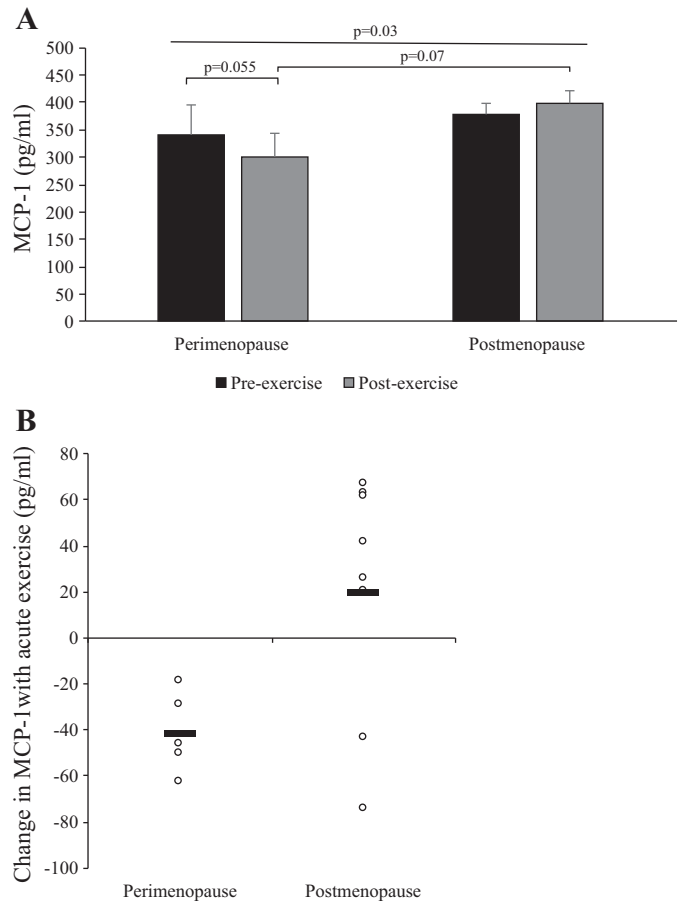 A
p=0.03
p=0.055
p=0.07
MCP-1 (pg/ml)
500
450
400
350
300
250
200
150
100
50
0
Perimenopause Postmenopause
Pre-exercise Post-exercise
B
Change in MCP-1with acute exercise (pg/ml)
80
60
40
20
0
-20
-40
-60
-80
-100
Perimenopause Postmenopause